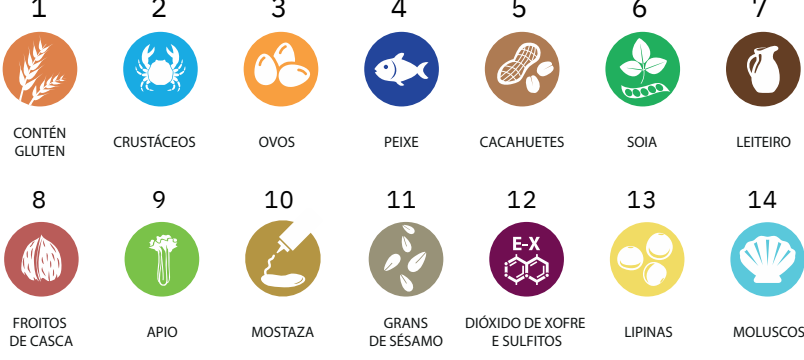 1 2 3 4 5 6 7
CONTÉN GLUTEN
CRUSTÁCEOS
OVOS
PEIXE
CACAHUETES
SOIA
LEITEIRO
8 9 10 11 12 13 14
E-X
FROITOS
DE CASCA
APIO
MOSTAZA
GRANS
DE SÉSAMO
DIÓXIDO DE XOFRE
E SULFITOS
LIPINAS
MOLUSCOS